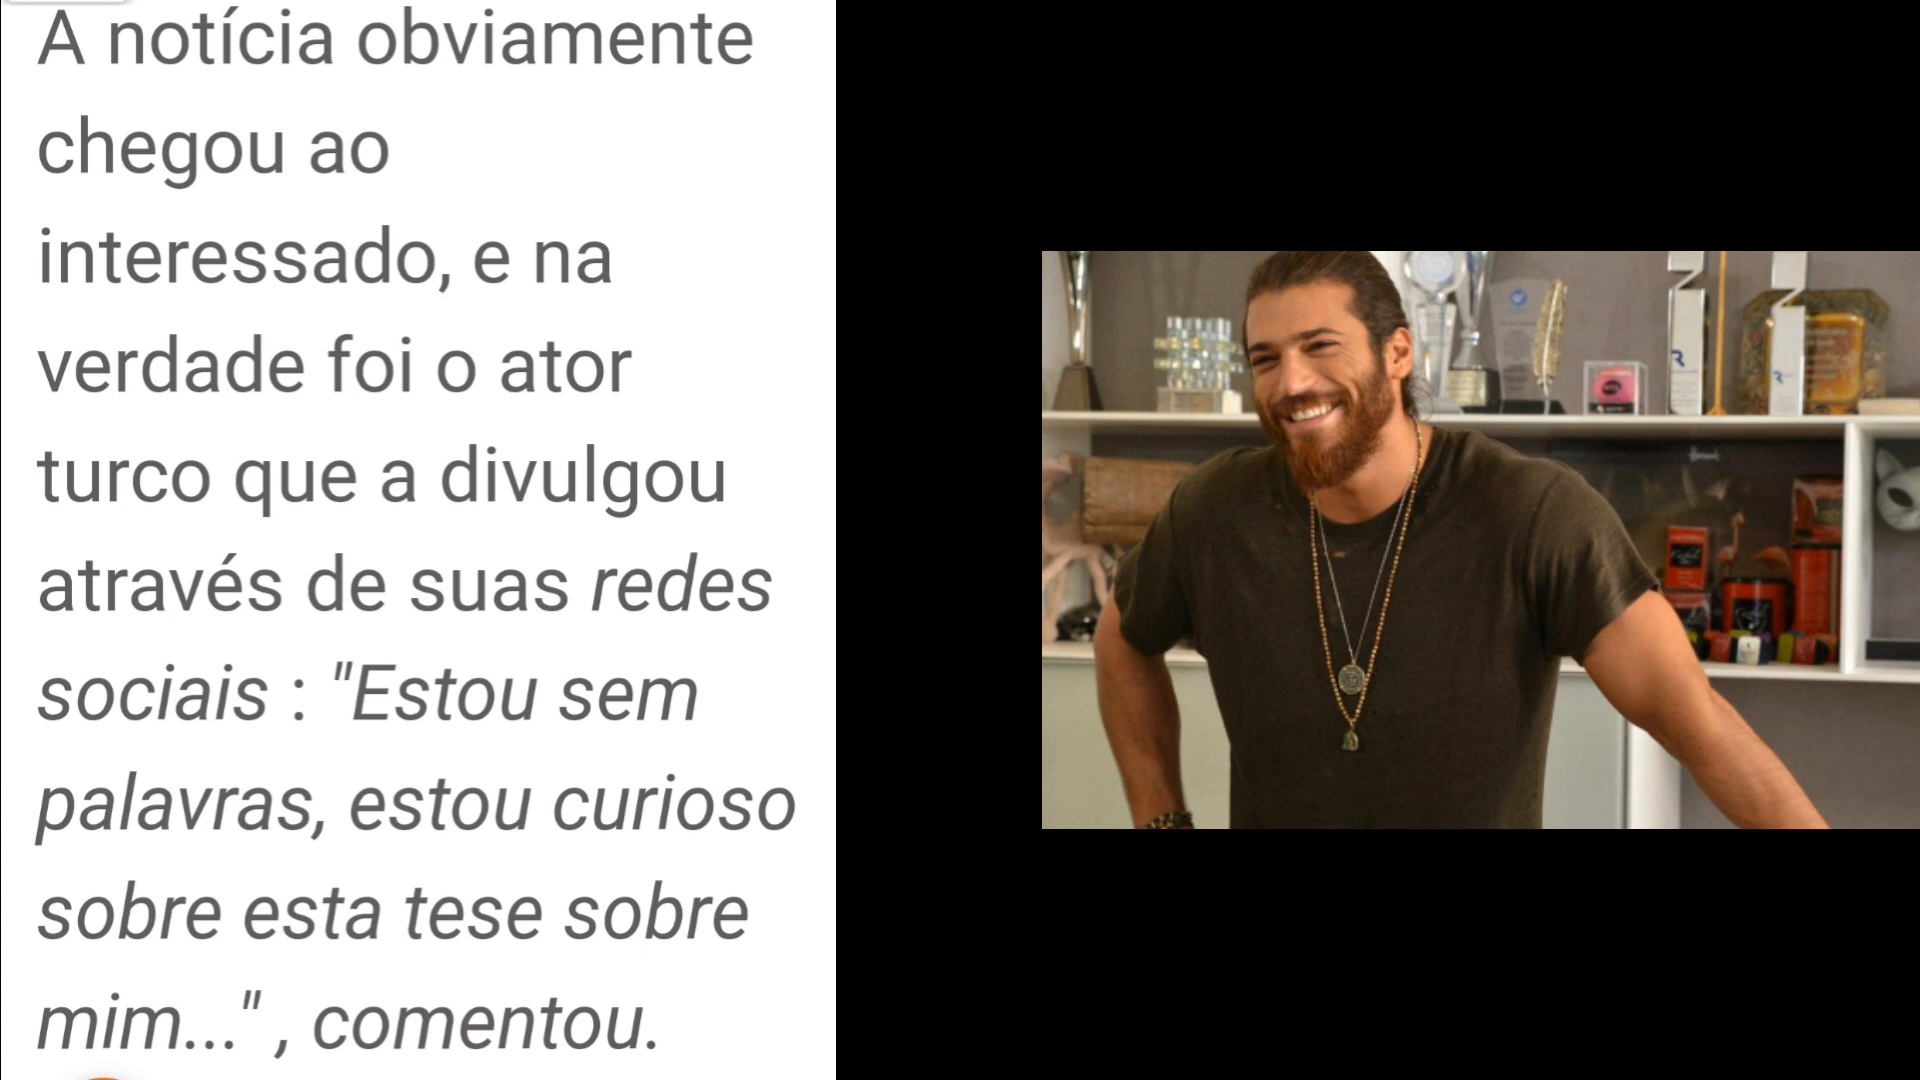 A notícia obviamente
chegou ao
interessado, e na
verdade foi o ator
turco que a divulgou
através de suas redes
sociais : "Estou sem
palavras, estou curioso
sobre esta tese sobre
mim..." , comentou.